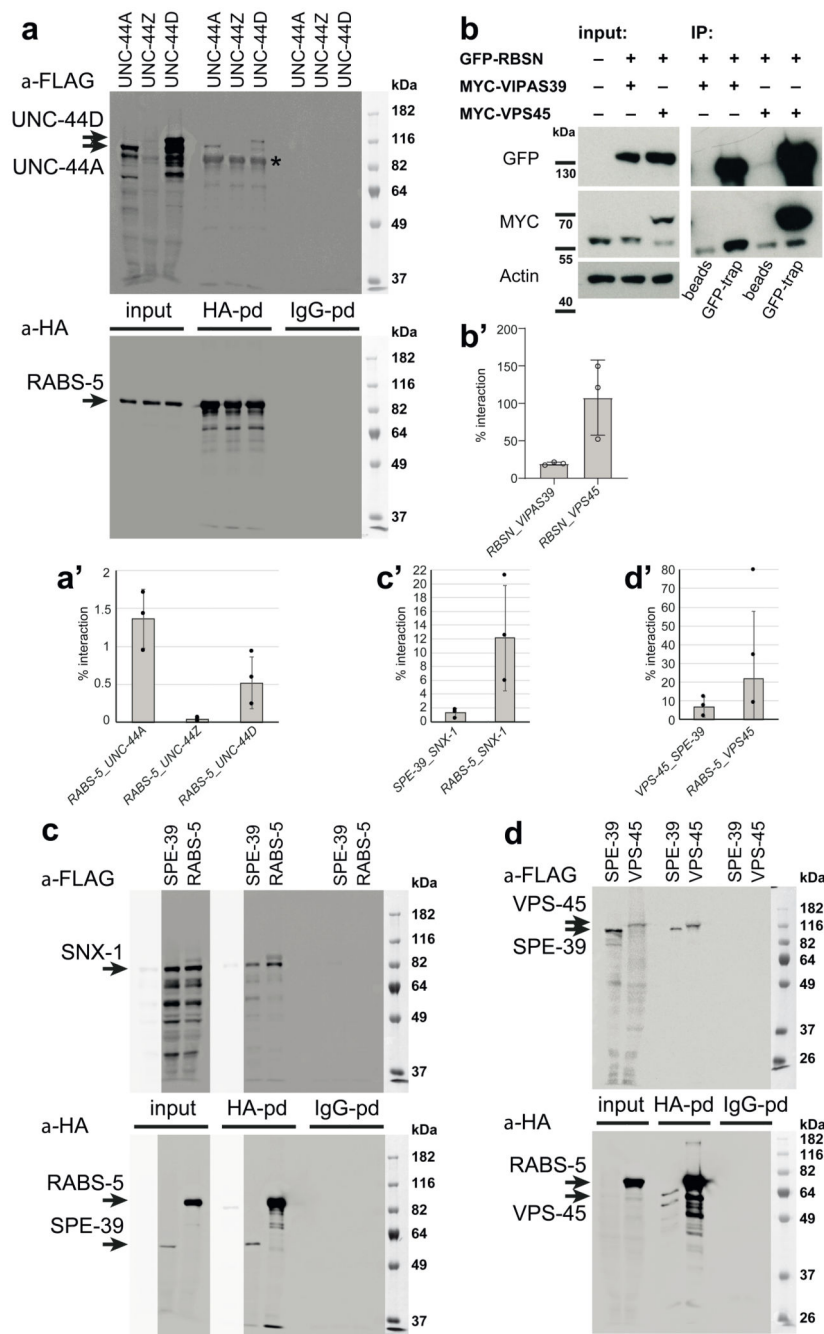 a
UNC-44A
UNC-44Z
UNC-44D
UNC-44A
UNC-44Z
UNC-44D
UNC-44A
UNC-44Z
UNC-44D
a-FLAG
kDa
UNC-44D
UNC-44A
*
182
116
82
64
49
37
input HA-pd IgG-pd
a-HA
kDa
RABS-5
182
116
82
64
49
37
b
input: IP:
GFP-RBSN – + + + + + +
MYC-VIPAS39 – + – + + – –
MYC-VPS45 – – + – – + +
kDa
GFP
130
MYC
70
55
Actin
40
beads
GFP-trap
beads
GFP-trap
b'
% interaction
200
150
100
50
0
RBSN_VIPAS39
RBSN_VPS45
a'
% interaction
2
1.5
1
0.5
0
RABS-5_UNC-44A
RABS-5_UNC-44Z
RABS-5_UNC-44D
c'
% interaction
22
20
18
16
14
12
10
8
6
4
2
0
SPE-39_SNX-1
RABS-5_SNX-1
d'
% interaction
80
70
60
50
40
30
20
10
0
VPS-45_SPE-39
RABS-5_VPS45
c
SPE-39
RABS-5
SPE-39
RABS-5
SPE-39
RABS-5
a-FLAG
kDa
SNX-1
182
116
82
64
49
37
input HA-pd IgG-pd
a-HA
kDa
RABS-5
SPE-39
182
116
82
64
49
37
d
SPE-39
VPS-45
SPE-39
VPS-45
SPE-39
VPS-45
a-FLAG
kDa
VPS-45
SPE-39
182
116
82
64
49
37
26
input HA-pd IgG-pd
a-HA
kDa
RABS-5
VPS-45
182
116
82
64
49
37
26